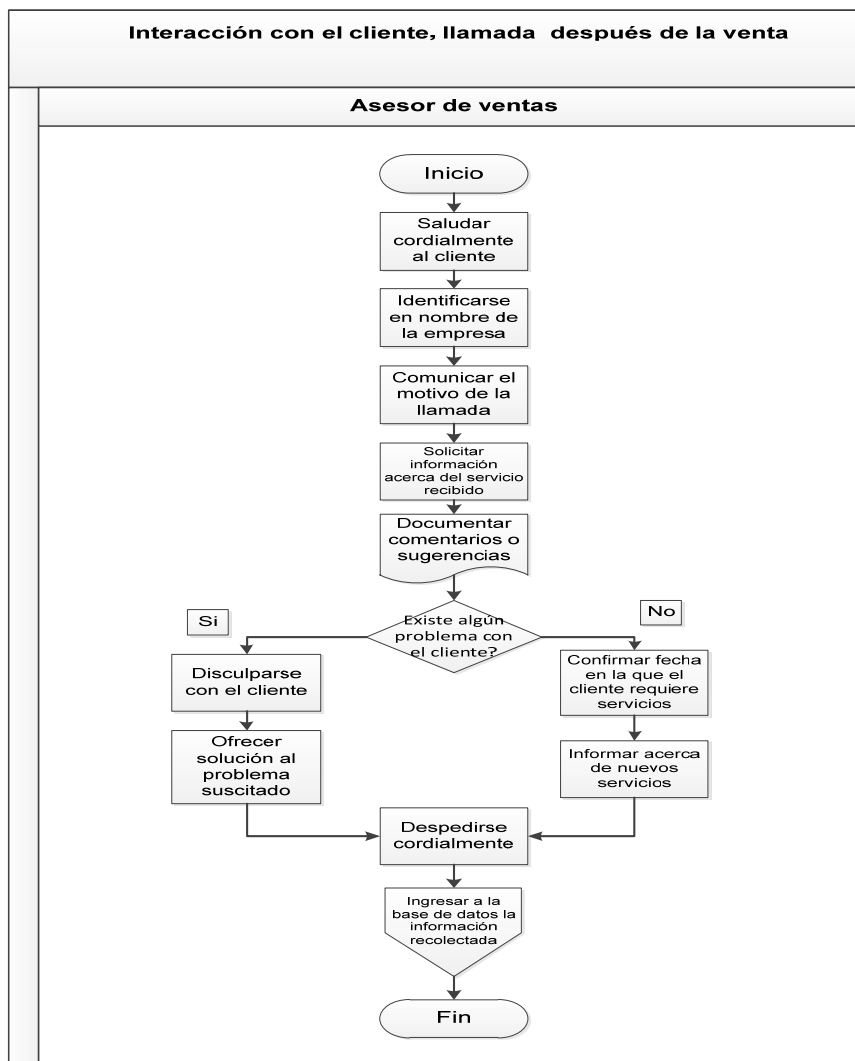 Interacción con el cliente, llamada después de la venta
Asesor de ventas
Inicio
Saludar
cordialmente
al cliente
Identificarse
en nombre de
la empresa
Comunicar el
motivo de la
llamada
Solicitar
información
acerca del servicio
recibido
Documentar
comentarios o
sugerencias
Existe algún
problema con
el cliente?
Si
No
Disculparse
con el cliente
Ofrecer
solución al
problema
suscitado
Confirmar fecha
en la que el
cliente requiere
servicios
Informar acerca
de nuevos
servicios
Despedirse
cordialmente
Ingresar a la
base de datos la
información
recolectada
Fin